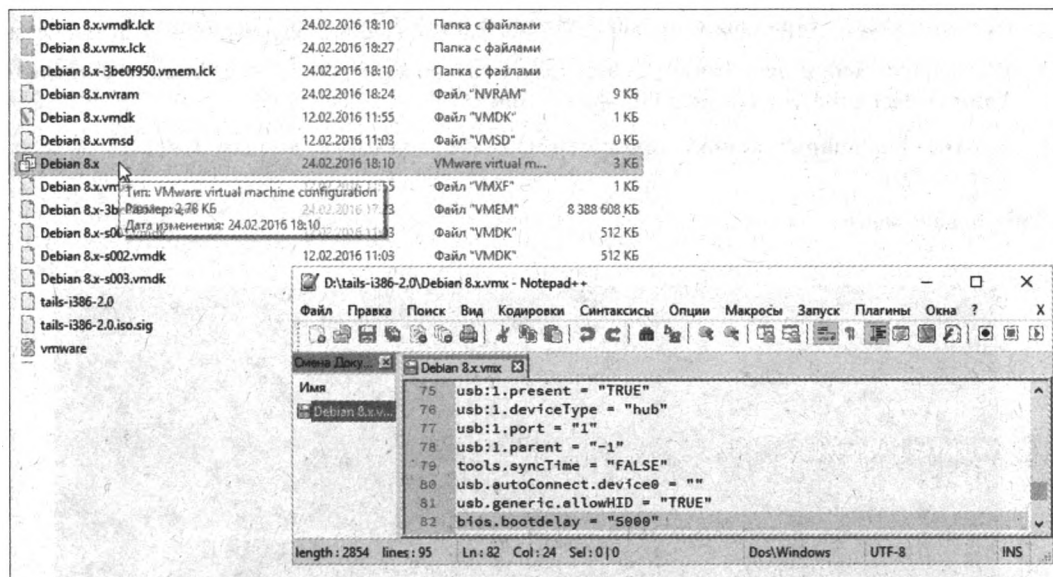 Debian 8.x.vmdk.lck 24.02.2016 18:10 Папка с файлами
Debian 8.x.vmx.lck 24.02.2016 18:27 Папка с файлами
Debian 8.x-3be0f950.vmem.lck 24.02.2016 18:10 Папка с файлами
Debian 8.x.nvram 24.02.2016 18:24 Файл "NVRAM" 9 КБ
Debian 8.x.vmdk 12.02.2016 11:55 Файл "VMDK" 1 КБ
Debian 8.x.vmsd 12.02.2016 11:03 Файл "VMSD" 0 КБ
Debian 8.x 24.02.2016 18:10 VMware virtual m... 3 КБ
Debian 8.x.vm Файл "VMXF" 1 КБ
Тип: VMware virtual machine configuration
Debian 8.x-3be 24.02.2016 17:23 Файл "VMEM" 8 388 608 КБ
Размер: 2,78 КБ
Debian 8.x-s00 Файл "VMDK" 512 КБ
Дата изменения: 24.02.2016 18:10
Debian 8.x-s002.vmdk 12.02.2016 11:03 Файл "VMDK" 512 КБ
Debian 8.x-s003.vmdk
tails-i386-2.0
tails-i386-2.0.iso.sig
vmware
D:\tails-i386-2.0\Debian 8.x.vmx - Notepad++
Файл Правка Поиск Вид Кодировки Синтаксисы Опции Макросы Запуск Плагины Окна ? X
Смена Доку...
Debian 8.x.vmx
Имя
Debian 8.x.v...
75 usb:1.present = "TRUE"
76 usb:1.deviceType = "hub"
77 usb:1.port = "1"
78 usb:1.parent = "-1"
79 tools.syncTime = "FALSE"
80 usb.autoConnect.device0 = ""
81 usb.generic.allowHID = "TRUE"
82 bios.bootdelay = "5000"
length : 2854 lines : 95 Ln : 82 Col : 24 Sel : 0 | 0 Dos\Windows UTF-8 INS